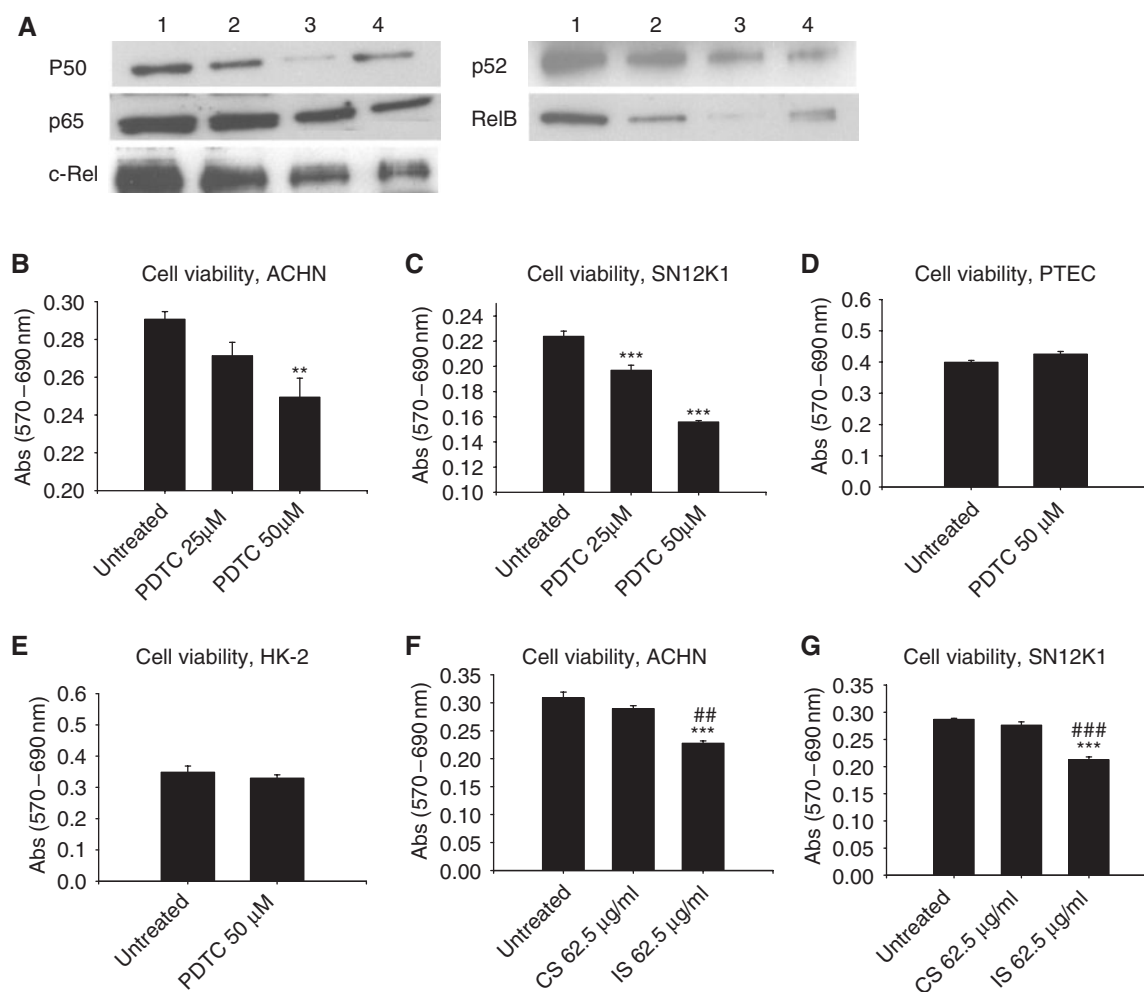 A
1 2 3 4
P50
p65
c-Rel
1 2 3 4
p52
RelB
B
Cell viability, ACHN
Abs (570–690 nm)
0.30
0.28
0.26
0.24
0.22
0.20
**
Untreated
PDTC 25µM
PDTC 50µM
C
Cell viability, SN12K1
Abs (570–690 nm)
0.24
0.22
0.20
0.18
0.16
0.14
0.12
0.10
***
***
Untreated
PDTC 25µM
PDTC 50µM
D
Cell viability, PTEC
Abs (570–690 nm)
0.6
0.5
0.4
0.3
0.2
0.1
0.0
Untreated
PDTC 50 µM
E
Cell viability, HK-2
Abs (570–690 nm)
0.6
0.5
0.4
0.3
0.2
0.1
0.0
Untreated
PDTC 50 µM
F
Cell viability, ACHN
Abs (570–690 nm)
0.35
0.30
0.25
0.20
0.15
0.10
0.05
0.00
##
***
Untreated
CS 62.5 µg/ml
IS 62.5 µg/ml
G
Cell viability, SN12K1
Abs (570–690 nm)
0.35
0.30
0.25
0.20
0.15
0.10
0.05
0.00
###
***
Untreated
CS 62.5 µg/ml
IS 62.5 µg/ml